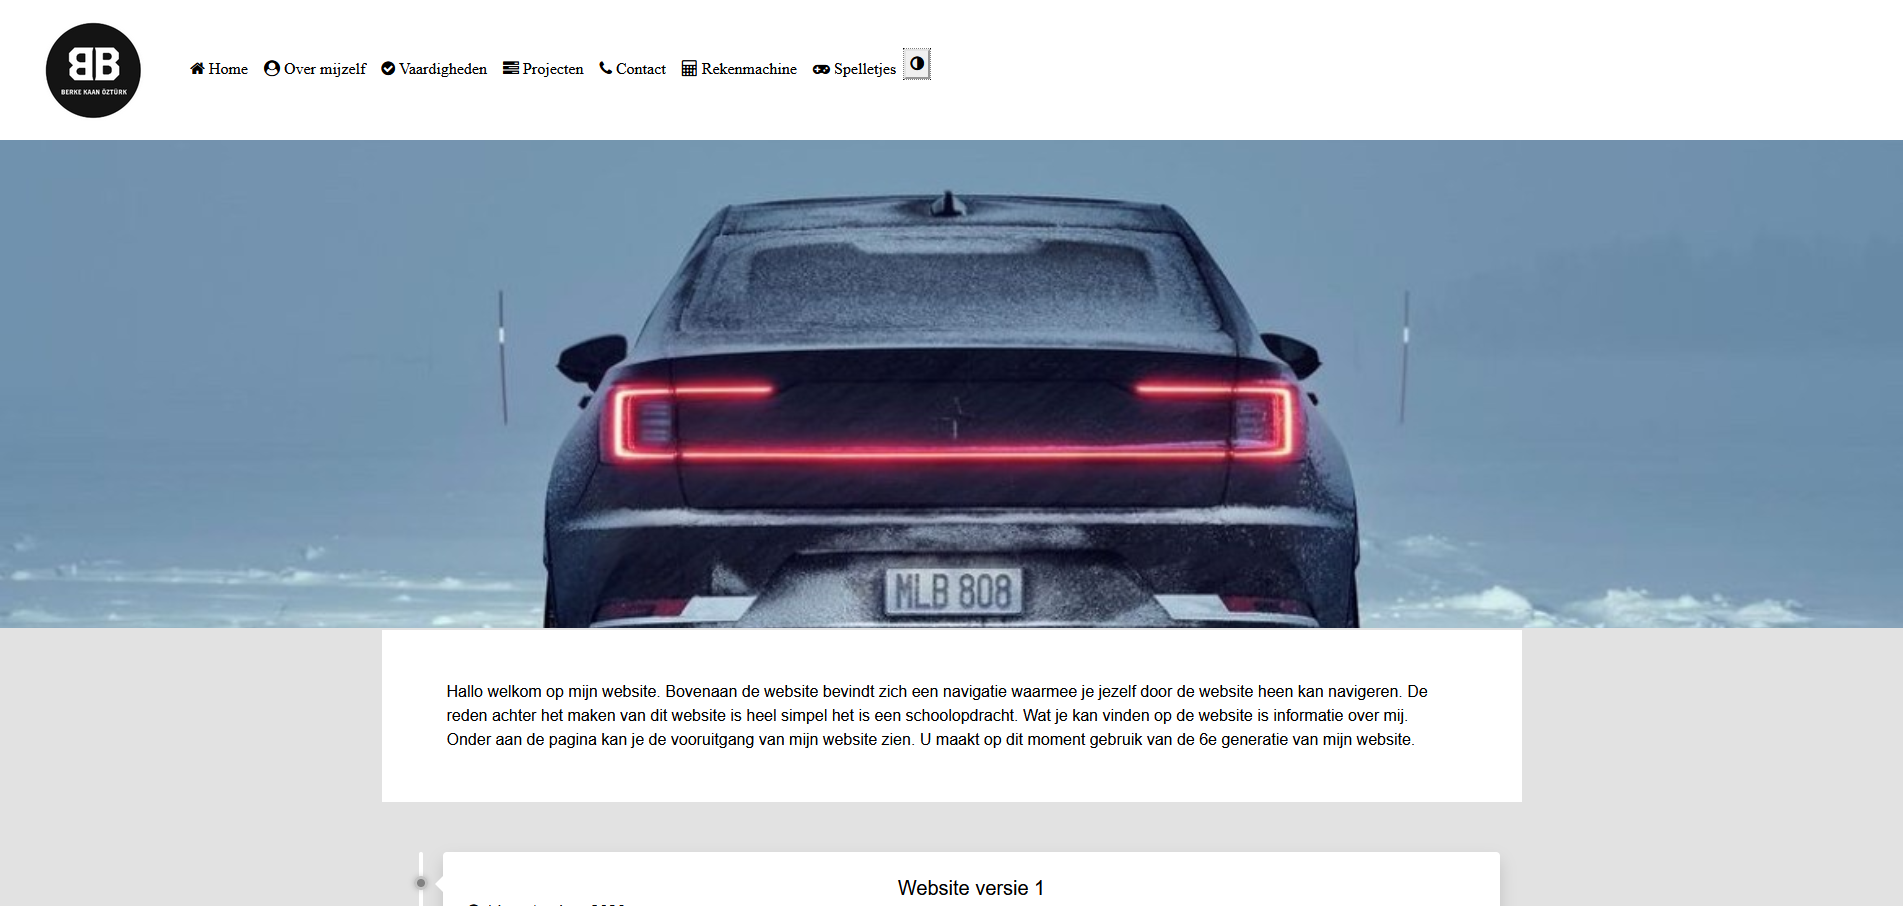 BB
BERKE KAAN ÖZTÜRK
Home Over mijzelf Vaardigheden Projecten Contact Rekenmachine Spelletjes
MLB 808
Hallo welkom op mijn website. Bovenaan de website bevindt zich een navigatie waarmee je jezelf door de website heen kan navigeren. De
reden achter het maken van dit website is heel simpel het is een schoolopdracht. Wat je kan vinden op de website is informatie over mij.
Onder aan de pagina kan je de vooruitgang van mijn website zien. U maakt op dit moment gebruik van de 6e generatie van mijn website.
Website versie 1